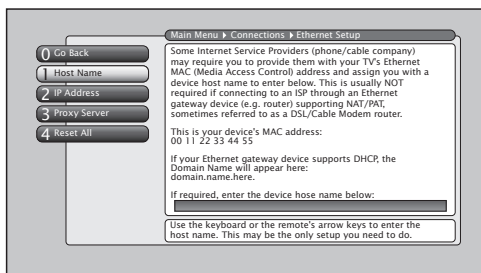 Main Menu ▸ Connections ▸ Ethernet Setup
0 Go Back
1 Host Name
2 IP Address
3 Proxy Server
4 Reset All
Some Internet Service Providers (phone/cable company)
may require you to provide them with your TV's Ethernet
MAC (Media Access Control) address and assign you with a
device host name to enter below. This is usually NOT
required if connecting to an ISP through an Ethernet
gateway device (e.g. router) supporting NAT/PAT,
sometimes referred to as a DSL/Cable Modem router.
This is your device's MAC address:
00 11 22 33 44 55
If your Ethernet gateway device supports DHCP, the
Domain Name will appear here:
domain.name.here.
If required, enter the device hose name below:
Use the keyboard or the remote's arrow keys to enter the
host name. This may be the only setup you need to do.